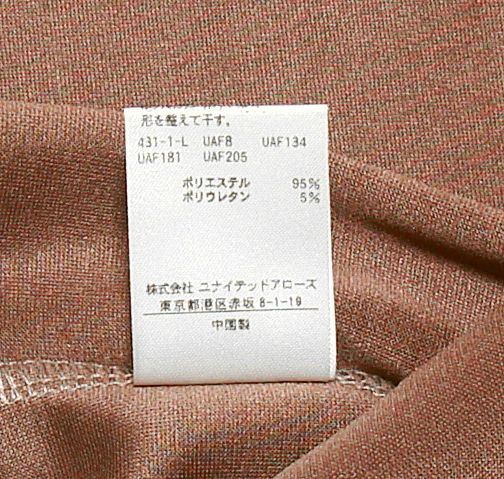 形を整えて干す。
431-1-L UAF8 UAF134
UAF181 UAF205
ポリエステル 95%
ポリウレタン 5%
株式会社 ユナイテッドアローズ
東京都港区赤坂 8-1-19
中国製